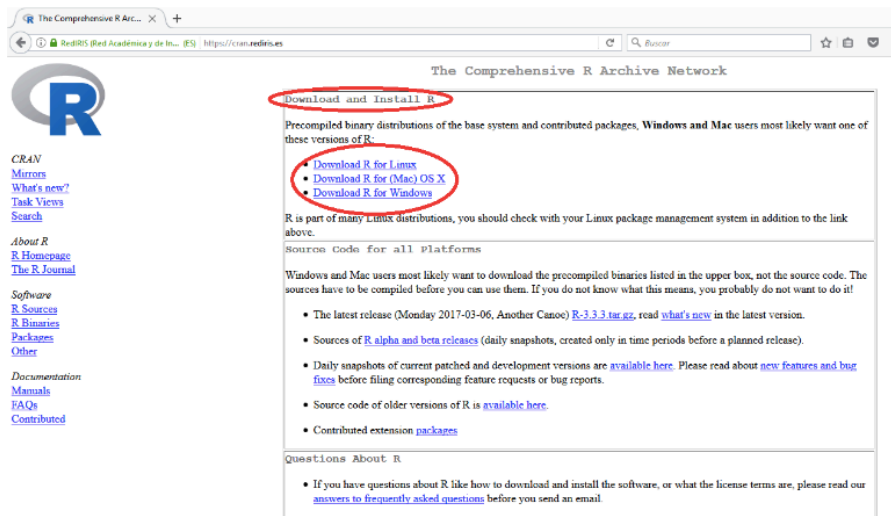 The Comprehensive R Arc...
RedIRIS (Red Académica y de In... (ES) https://cran.rediris.es
Buscar
The Comprehensive R Archive Network
R
CRAN
Mirrors
What's new?
Task Views
Search
About R
R Homepage
The R Journal
Software
R Sources
R Binaries
Packages
Other
Documentation
Manuals
FAQs
Contributed
Download and Install R
Precompiled binary distributions of the base system and contributed packages, Windows and Mac users most likely want one of
these versions of R:
Download R for Linux
Download R for (Mac) OS X
Download R for Windows
R is part of many Linux distributions, you should check with your Linux package management system in addition to the link
above.
Source Code for all Platforms
Windows and Mac users most likely want to download the precompiled binaries listed in the upper box, not the source code. The
sources have to be compiled before you can use them. If you do not know what this means, you probably do not want to do it!
The latest release (Monday 2017-03-06, Another Canoe) R-3.3.3.tar.gz, read what's new in the latest version.
Sources of R alpha and beta releases (daily snapshots, created only in time periods before a planned release).
Daily snapshots of current patched and development versions are available here. Please read about new features and bug
fixes before filing corresponding feature requests or bug reports.
Source code of older versions of R is available here.
Contributed extension packages
Questions About R
If you have questions about R like how to download and install the software, or what the license terms are, please read our
answers to frequently asked questions before you send an email.